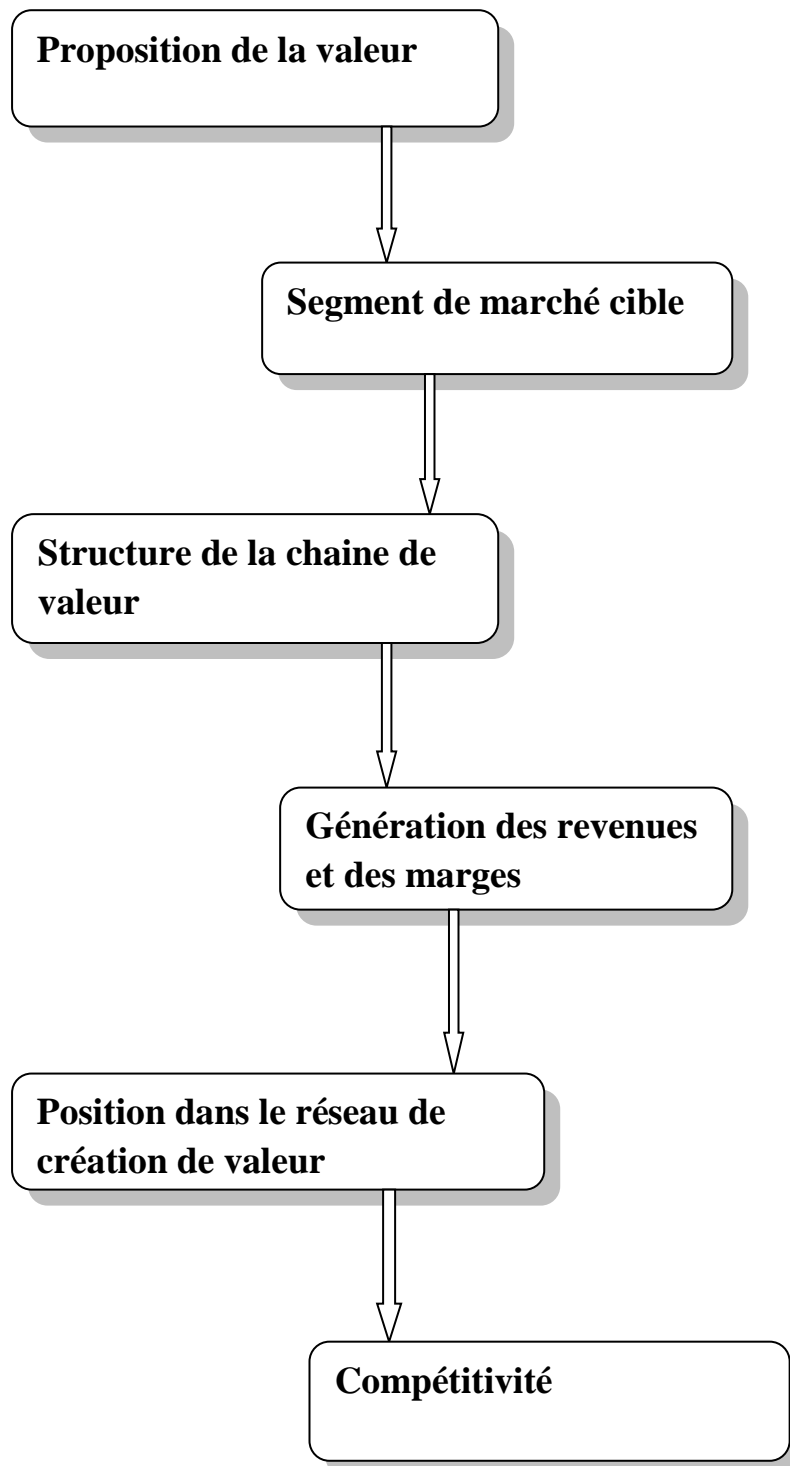 Proposition de la valeur
Segment de marché cible
Structure de la chaine de
valeur
Génération des revenues
et des marges
Position dans le réseau de
création de valeur
Compétitivité